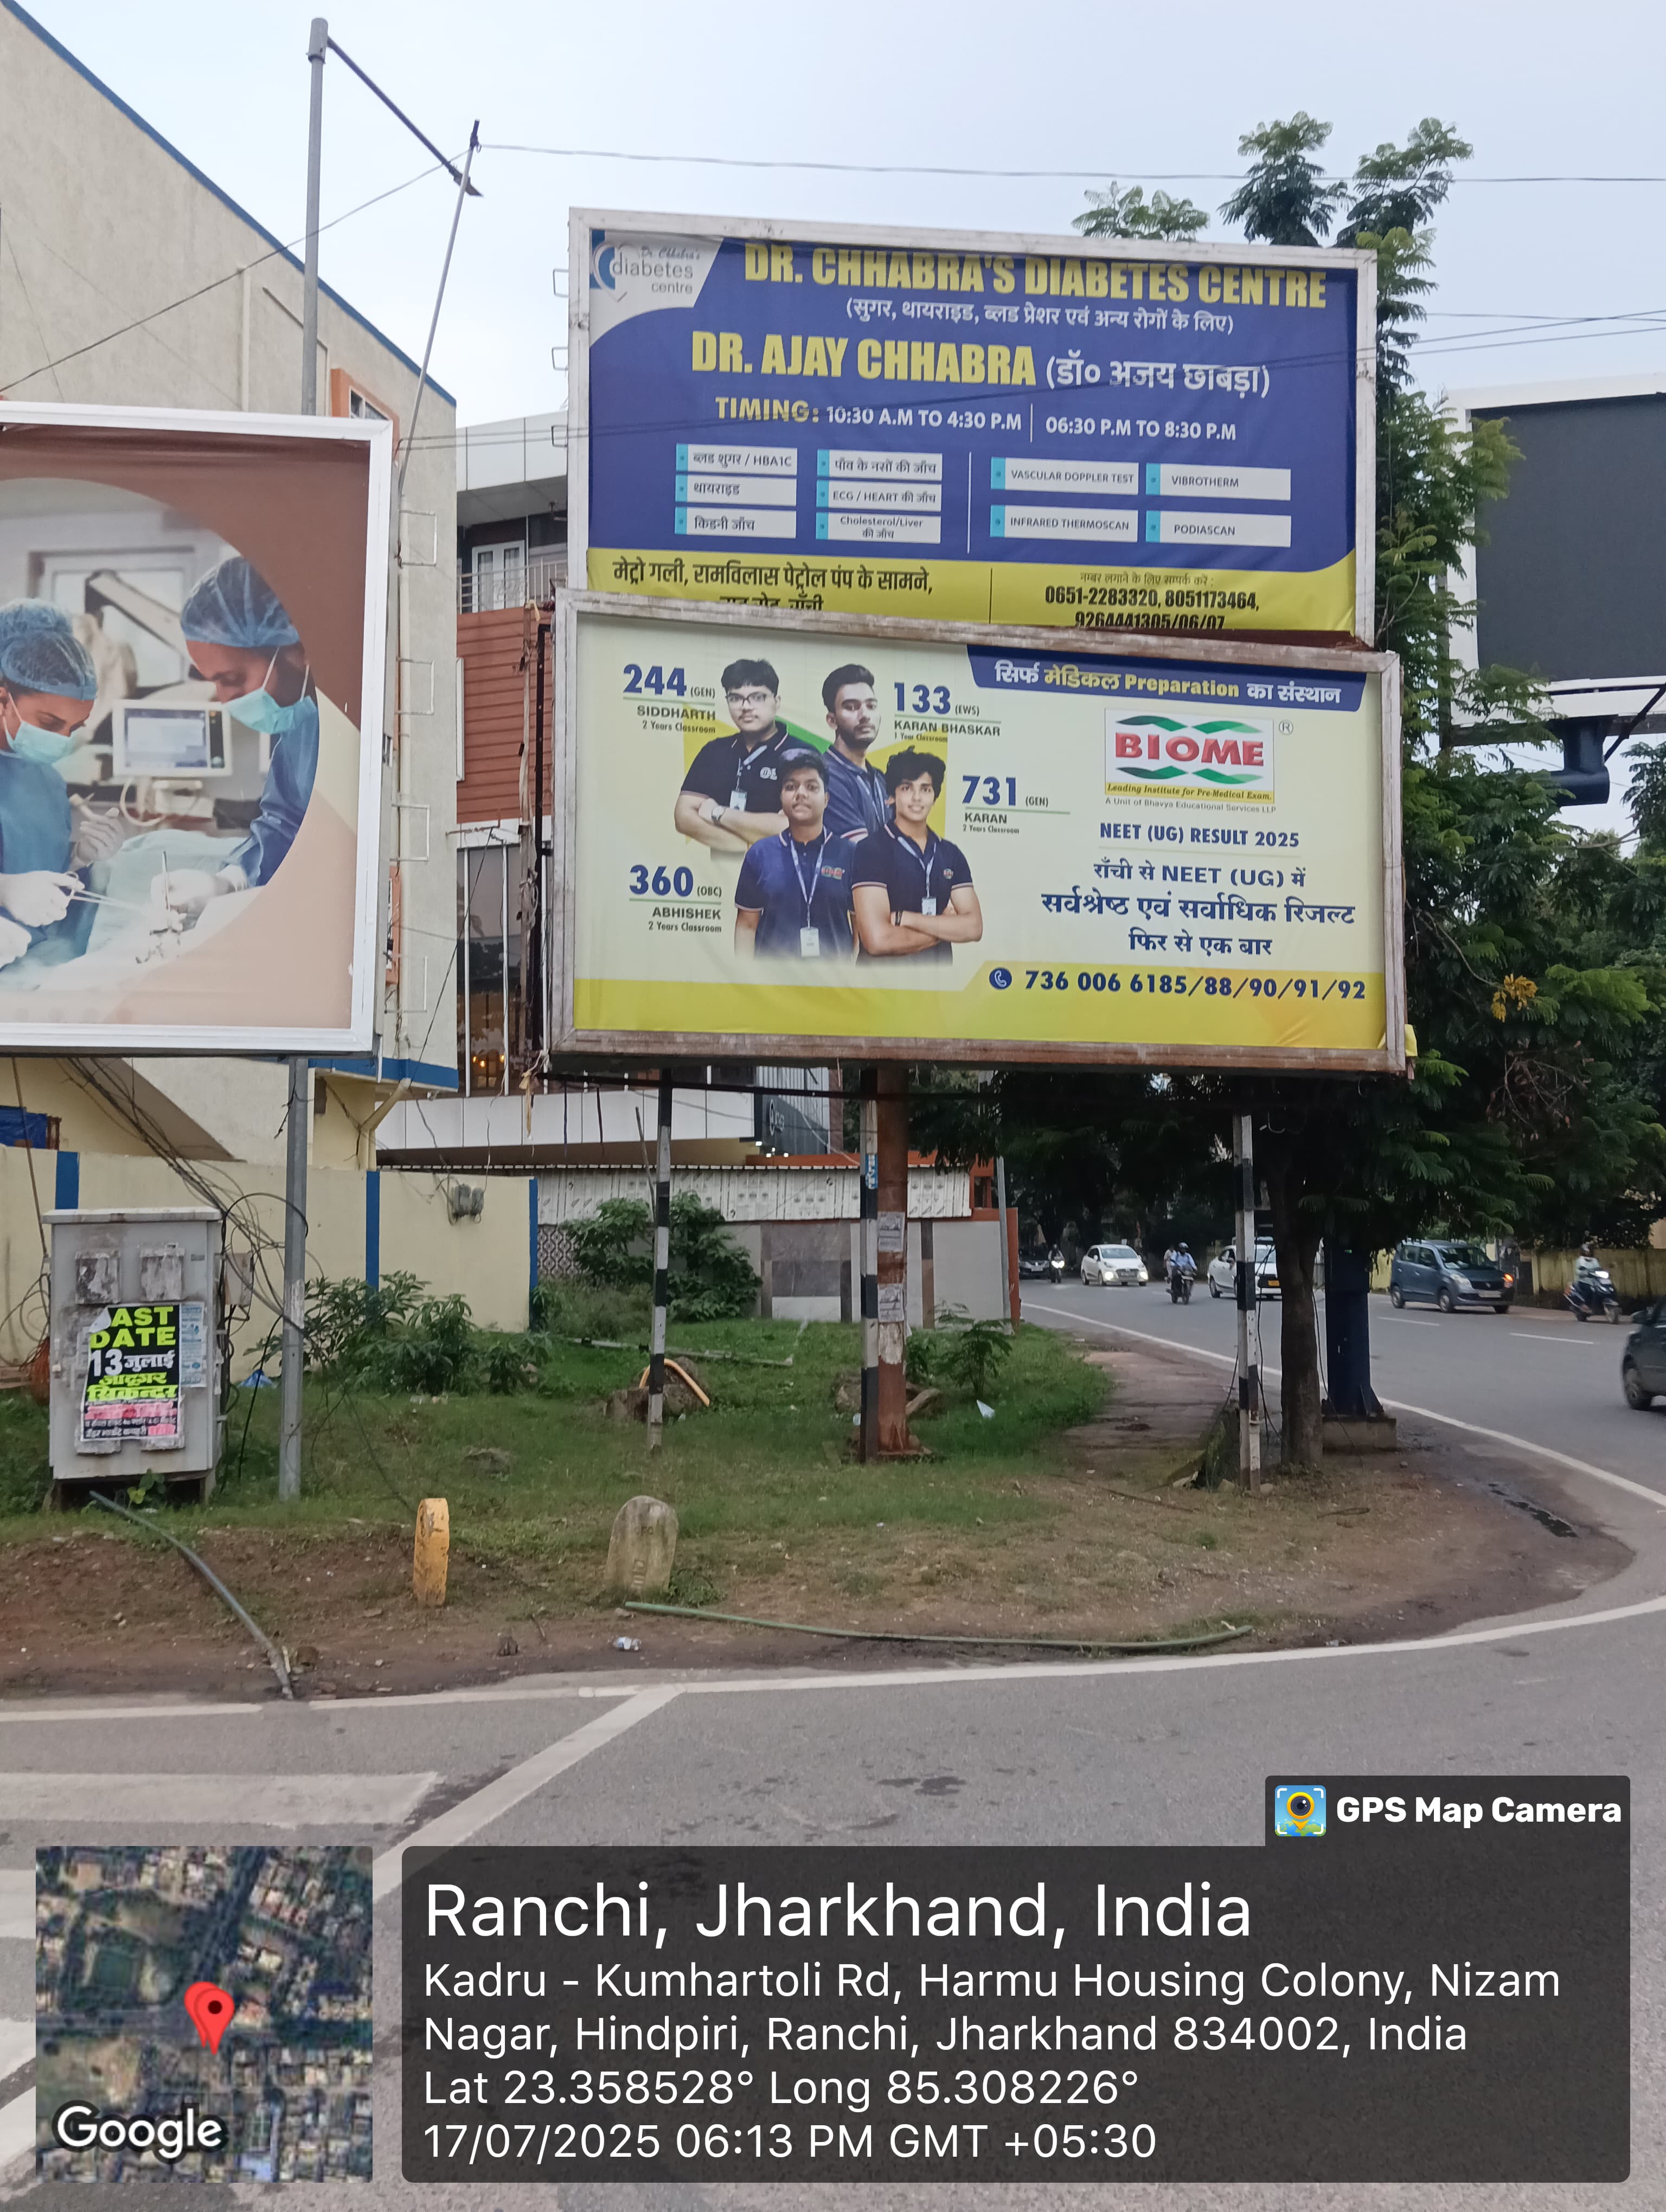 Dr. Chhabra's
diabetes
centre
DR. CHHABRA'S DIABETES CENTRE
(सुगर, थायराइड, ब्लड प्रेशर एवं अन्य रोगों के लिए)
DR. AJAY CHHABRA (डॉ० अजय छाबड़ा)
TIMING: 10:30 A.M TO 4:30 P.M | 06:30 P.M TO 8:30 P.M
ब्लड शुगर / HBA1C
थायराइड
किडनी जाँच
पाँव के नसों की जाँच
ECG / HEART की जाँच
Cholesterol/Liver
की जाँच
VASCULAR DOPPLER TEST
VIBROTHERM
INFRARED THERMOSCAN
PODIASCAN
मेट्रो गली, रामविलास पेट्रोल पंप के सामने,
राँची
नम्बर लगाने के लिए सम्पर्क करें :
0651-2283320, 8051173464,
9264441305/06/07
सिर्फ मेडिकल Preparation का संस्थान
244 (GEN)
SIDDHARTH
2 Years Classroom
133 (EWS)
KARAN BHASKAR
1 Year Classroom
731 (GEN)
KARAN
2 Years Classroom
360 (OBC)
ABHISHEK
2 Years Classroom
BIOME ®
Leading Institute for Pre-Medical Exam.
A Unit of Bhavya Educational Services LLP
NEET (UG) RESULT 2025
राँची से NEET (UG) में
सर्वश्रेष्ठ एवं सर्वाधिक रिजल्ट
फिर से एक बार
736 006 6185/88/90/91/92
AST
DATE
13 जुलाई
जादूगर
सिकन्दर
GPS Map Camera
Ranchi, Jharkhand, India
Kadru - Kumhartoli Rd, Harmu Housing Colony, Nizam
Nagar, Hindpiri, Ranchi, Jharkhand 834002, India
Lat 23.358528° Long 85.308226°
17/07/2025 06:13 PM GMT +05:30
Google